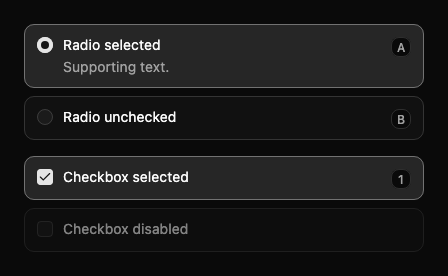 Radio selected A
Supporting text.
Radio unchecked B
Checkbox selected 1
Checkbox disabled